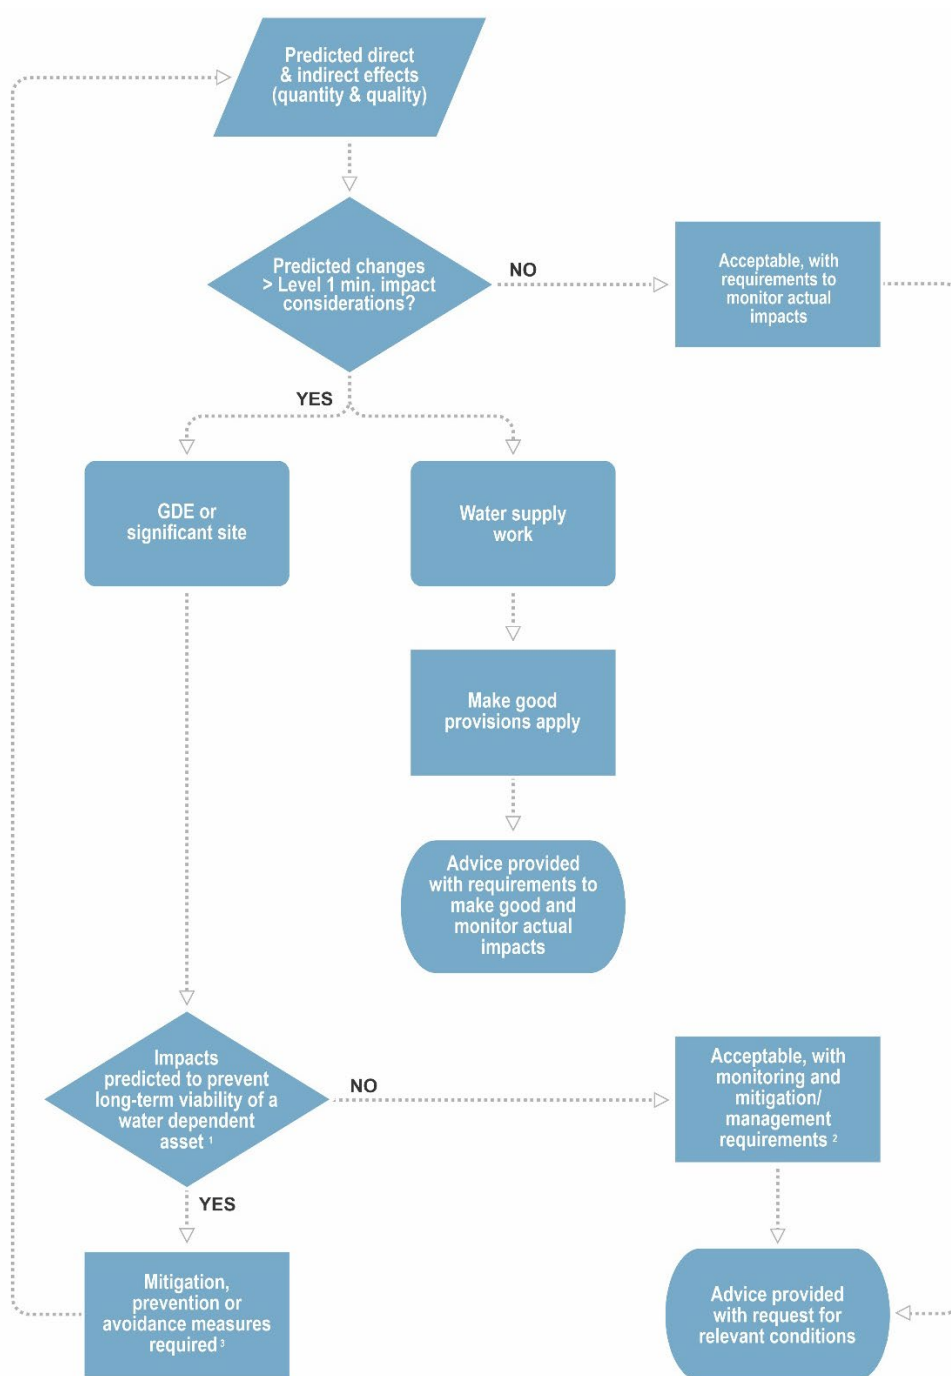 Predicted direct
& indirect effects
(quantity & quality)
Predicted changes
> Level 1 min. impact
considerations?
NO
Acceptable, with
requirements to
monitor actual
impacts
YES
GDE or
significant site
Water supply
work
Make good
provisions apply
Advice provided
with requirements to
make good and
monitor actual
impacts
Impacts
predicted to prevent
long-term viability of a
water dependent
asset ¹
NO
Acceptable, with
monitoring and
mitigation/
management
requirements ²
YES
Mitigation,
prevention or
avoidance measures
required ³
Advice provided
with request for
relevant conditions